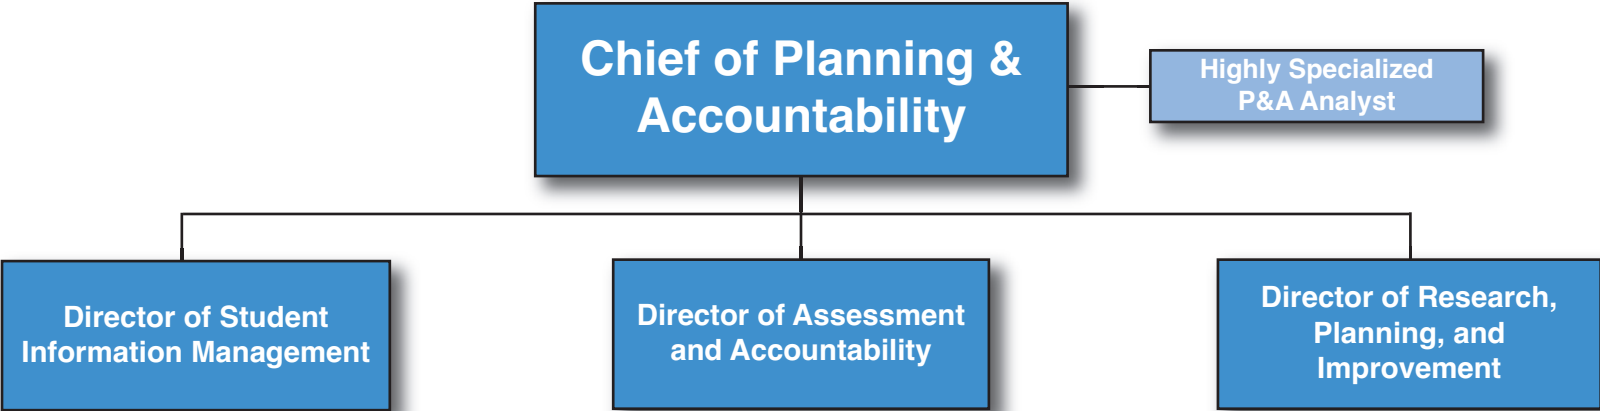 Chief of Planning &
Accountability
Highly Specialized
P&A Analyst
Director of Student
Information Management
Director of Assessment
and Accountability
Director of Research,
Planning, and
Improvement